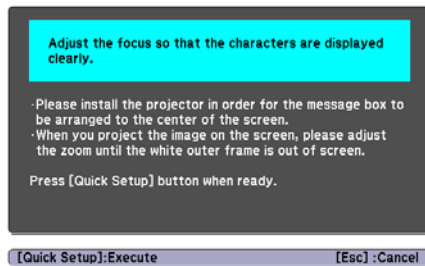 Adjust the focus so that the characters are displayed
clearly.
·Please install the projector in order for the message box to
be arranged to the center of the screen.
·When you project the image on the screen, please adjust
the zoom until the white outer frame is out of screen.
Press [Quick Setup] button when ready.
[Quick Setup]:Execute [Esc] :Cancel